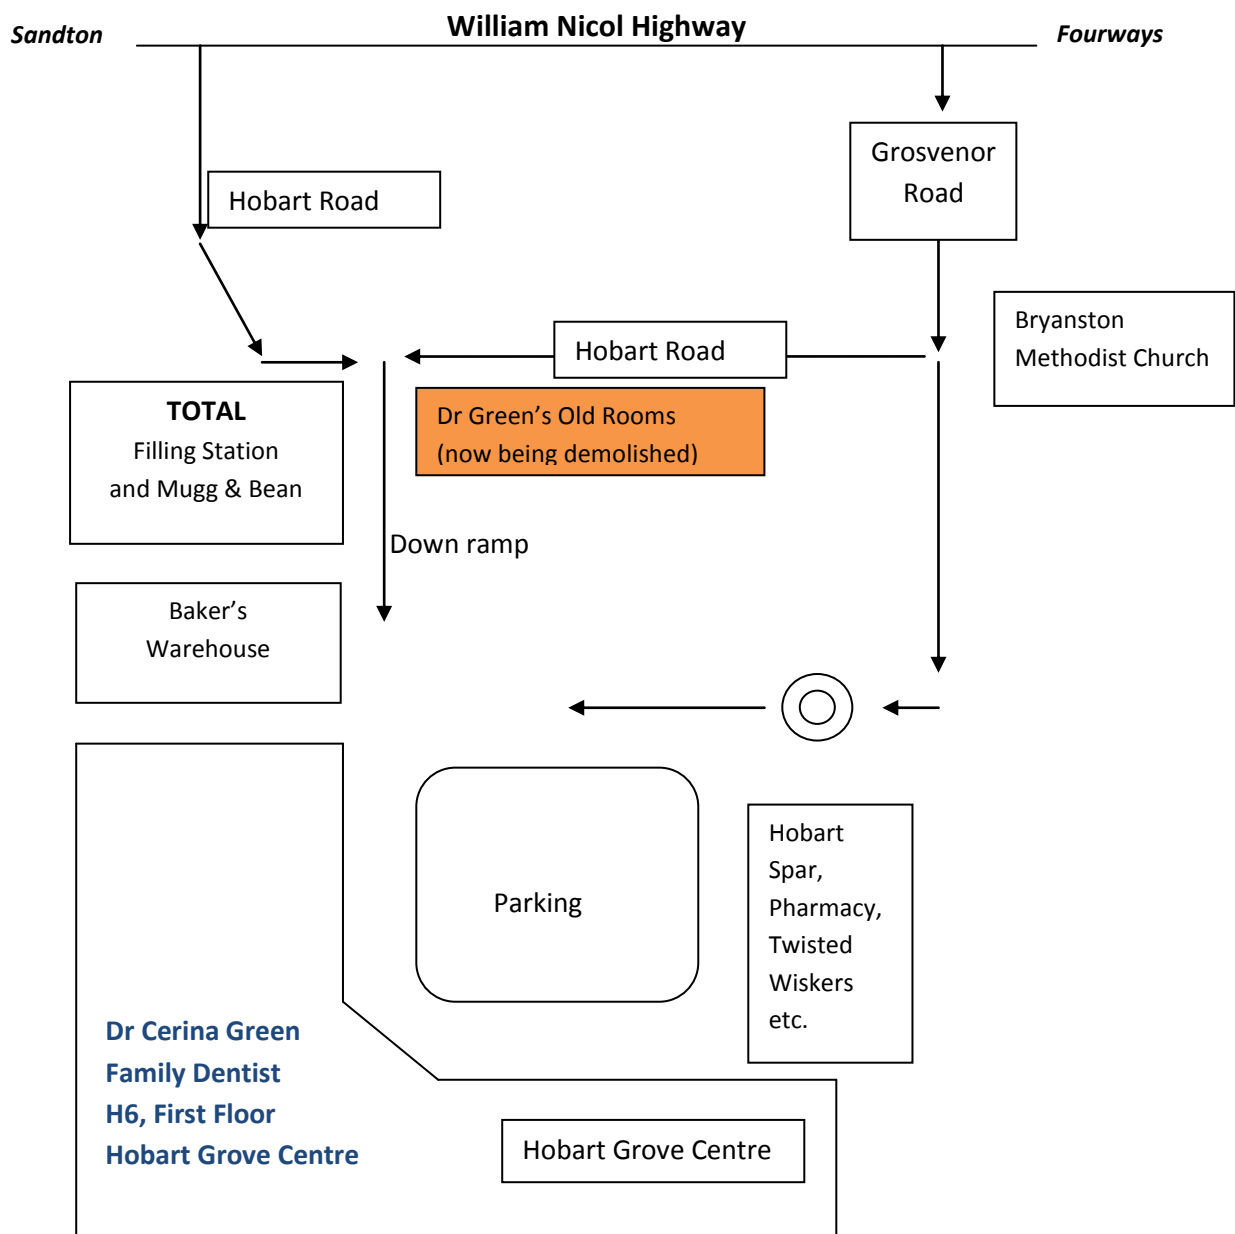 William Nicol Highway
Sandton
Fourways
Grosvenor
Road
Hobart Road
Bryanston
Methodist Church
Hobart Road
TOTAL
Filling Station
and Mugg & Bean
Dr Green's Old Rooms
(now being demolished)
Down ramp
Baker's
Warehouse
Hobart
Spar,
Pharmacy,
Twisted
Wiskers
etc.
Parking
Dr Cerina Green
Family Dentist
H6, First Floor
Hobart Grove Centre
Hobart Grove Centre